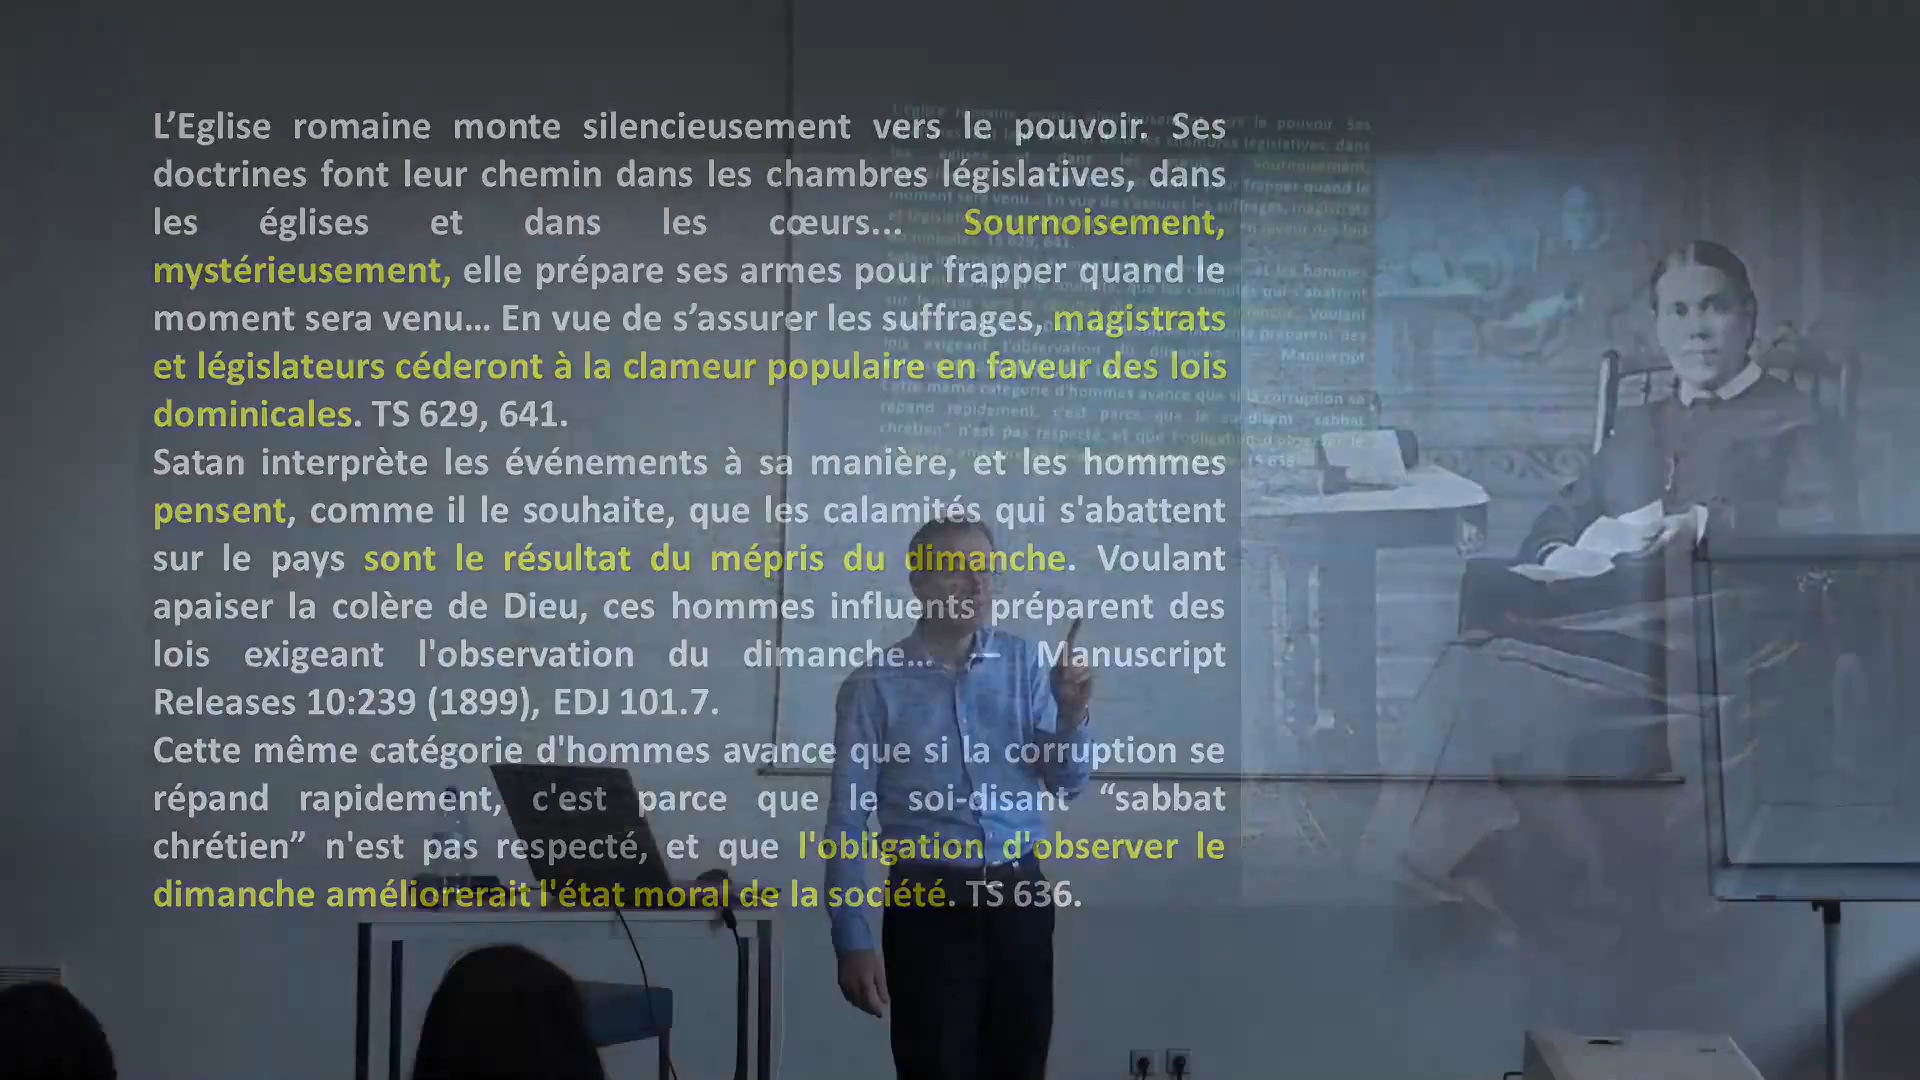 L’Eglise romaine monte silencieusement vers le pouvoir. Ses
doctrines font leur chemin dans les chambres législatives, dans
les églises et dans les cœurs... Sournoisement,
mystérieusement, elle prépare ses armes pour frapper quand le
moment sera venu... En vue de s’assurer les suffrages, magistrats
et législateurs céderont à la clameur populaire en faveur des lois
dominicales. TS 629, 641.
Satan interprète les événements à sa manière, et les hommes
pensent, comme il le souhaite, que les calamités qui s'abattent
sur le pays sont le résultat du mépris du dimanche. Voulant
apaiser la colère de Dieu, ces hommes influents préparent des
lois exigeant l'observation du dimanche... — Manuscript
Releases 10:239 (1899), EDJ 101.7.
Cette même catégorie d'hommes avance que si la corruption se
répand rapidement, c'est parce que le soi-disant “sabbat
chrétien” n'est pas respecté, et que l'obligation d'observer le
dimanche améliorerait l'état moral de la société. TS 636.